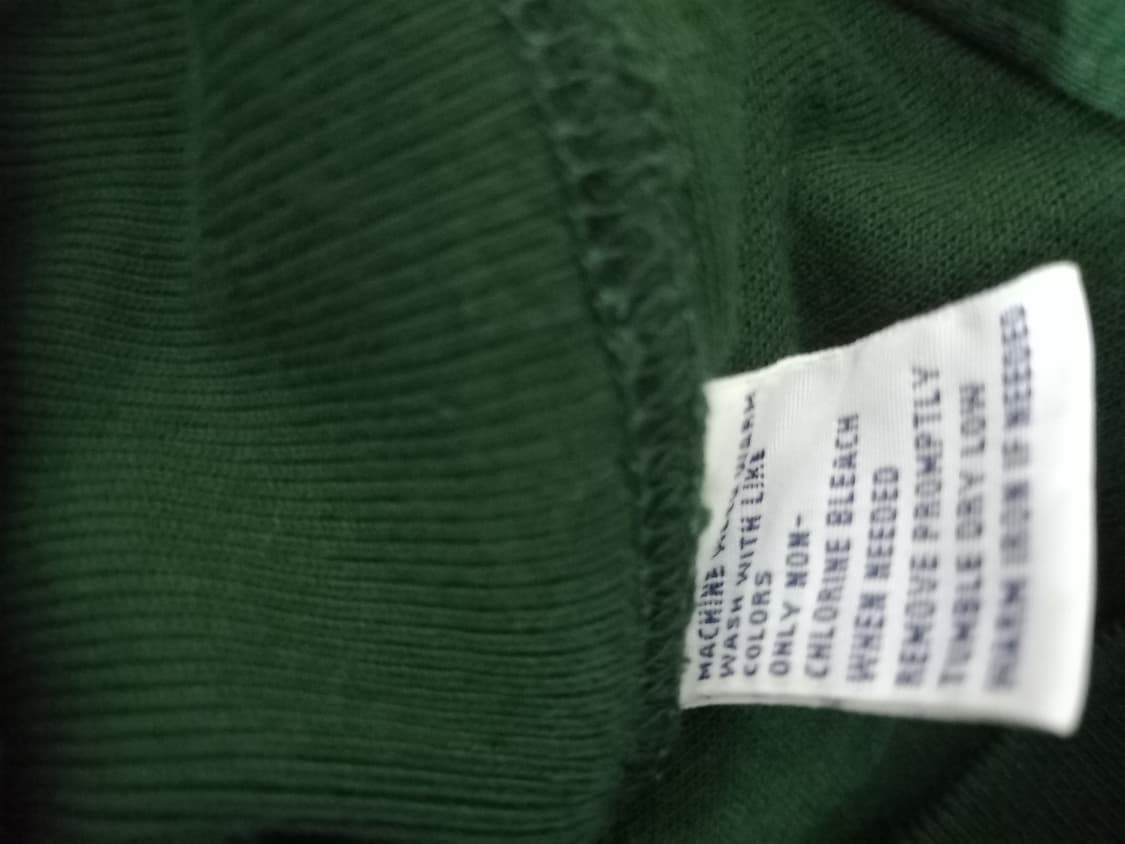 MACHINE WASH WARM
WASH WITH LIKE
COLORS
ONLY NON-
CHLORINE BLEACH
WHEN NEEDED
REMOVE PROMPTLY
TUMBLE DRY LOW
WARM IRON IF NEEDED